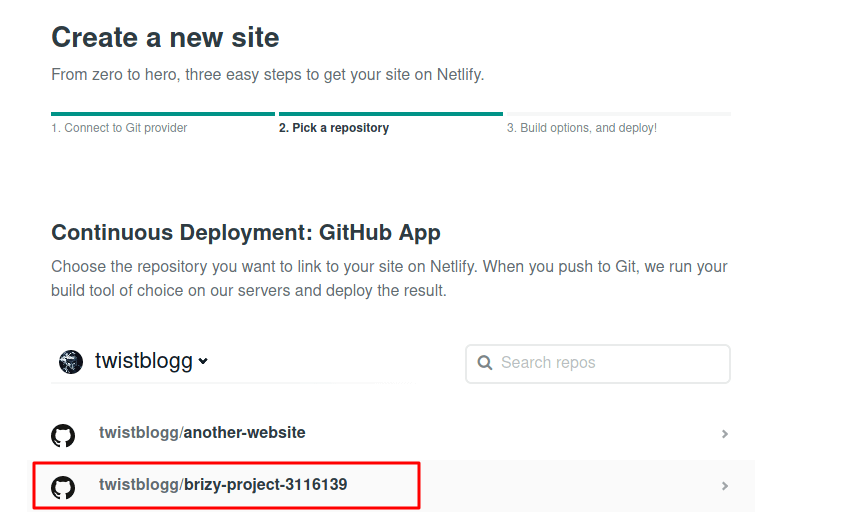 Create a new site
From zero to hero, three easy steps to get your site on Netlify.
1. Connect to Git provider
2. Pick a repository
3. Build options, and deploy!
Continuous Deployment: GitHub App
Choose the repository you want to link to your site on Netlify. When you push to Git, we run your
build tool of choice on our servers and deploy the result.
twistblogg
Search repos
twistblogg/another-website
twistblogg/brizy-project-3116139